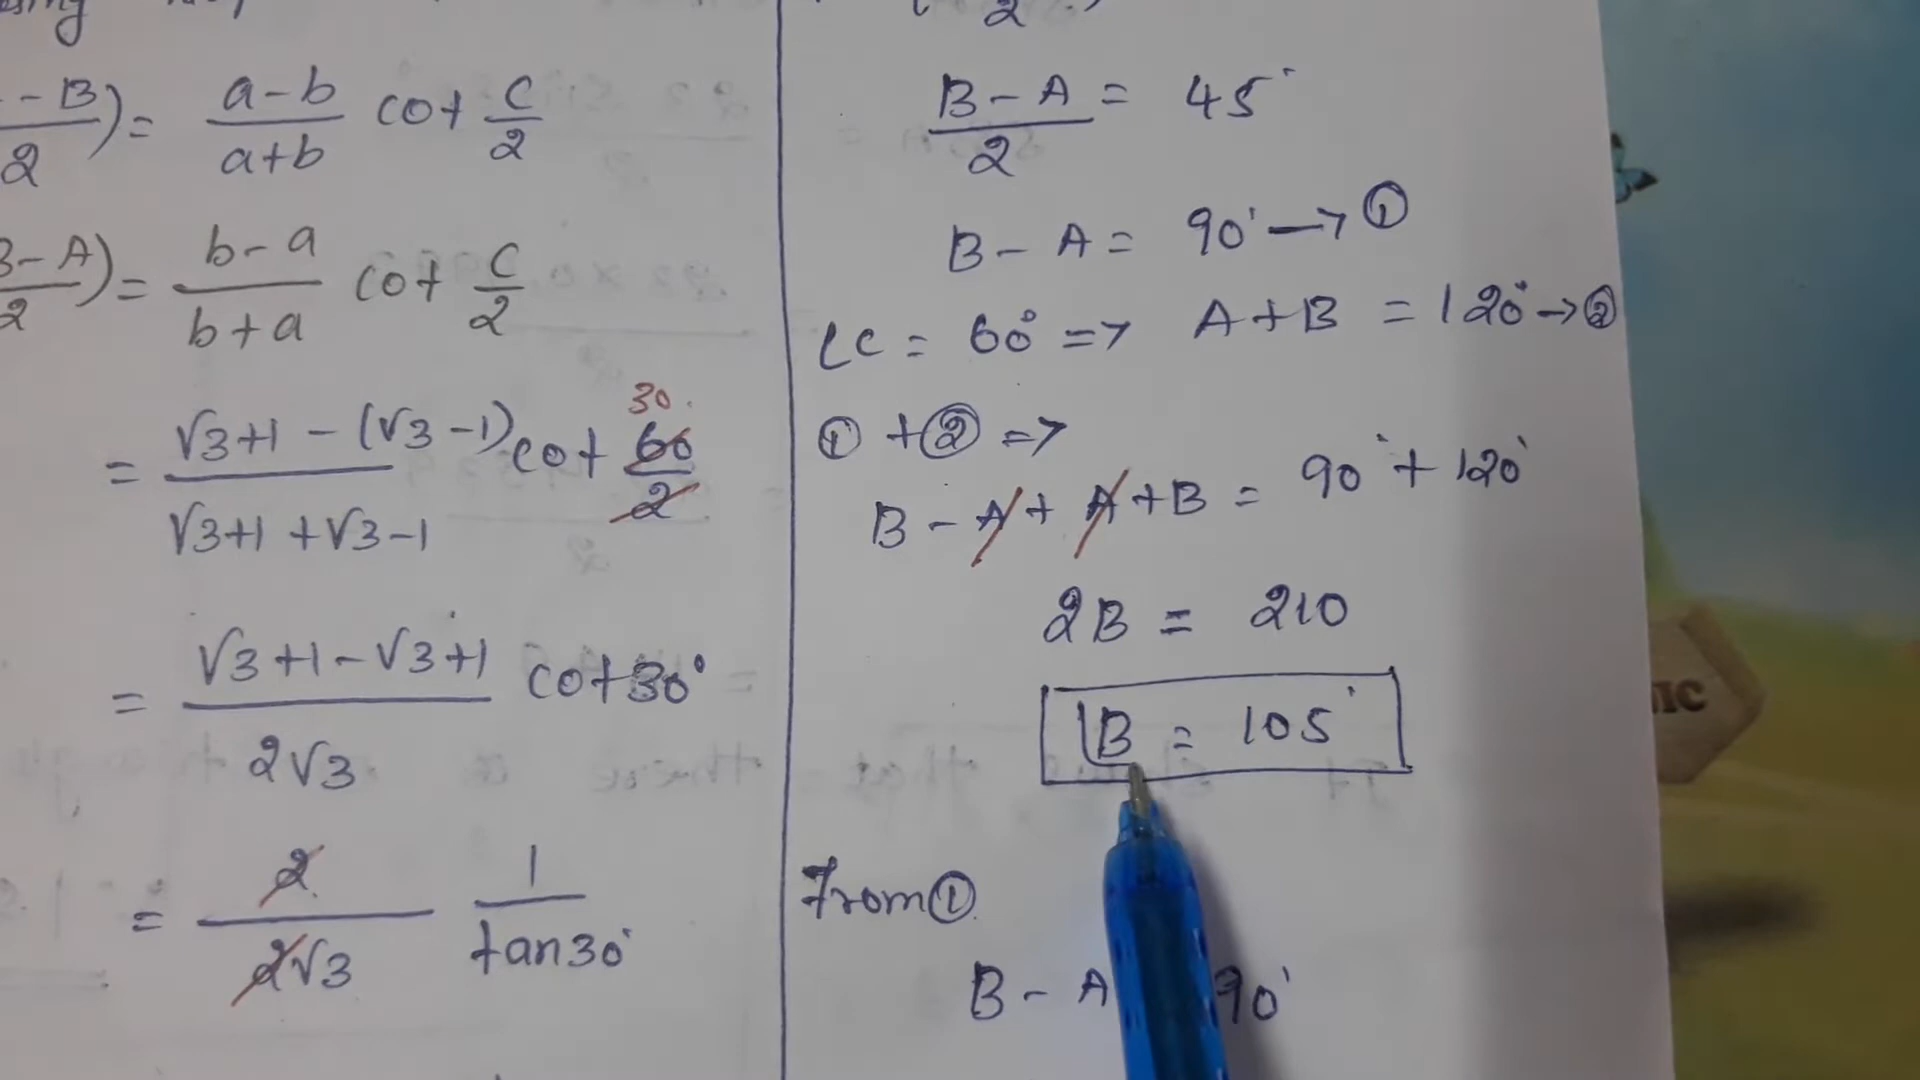 - B/2) = a-b/a+b cot C/2
B-A/2) = b-a/b+a cot C/2
= √3+1 - (√3-1)/√3+1+√3-1 cot 60/2 30
= √3+1-√3+1/2√3 cot30°
= 2/2√3 1/tan30°
2
B-A/2 = 45°
B-A = 90° → ①
∠C = 60° => A+B = 120° → ②
① + ② =>
B - A + A + B = 90° + 120°
2B = 210
∠B = 105°
From ①
B - A 90°